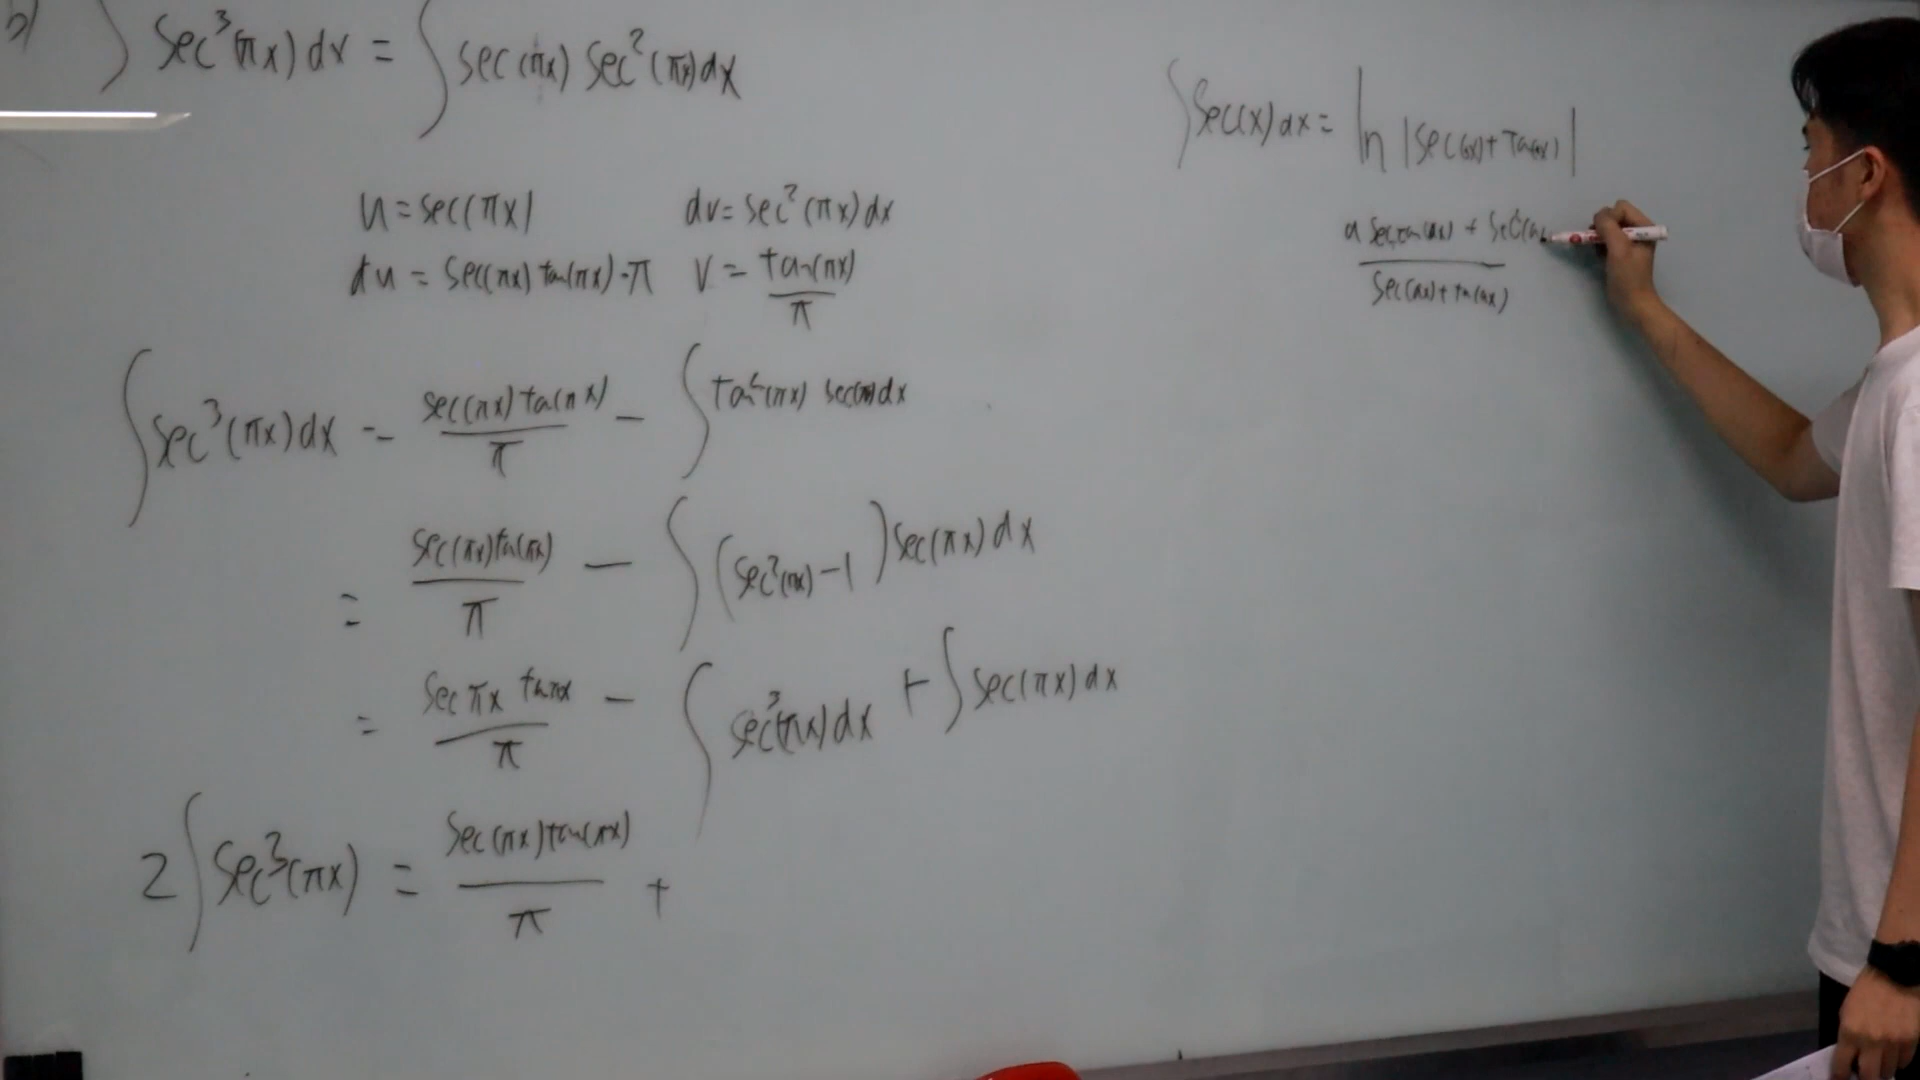 b) ∫ sec³(πx) dx = ∫ sec(πx) sec²(πx) dx
u = sec(πx) dv = sec²(πx) dx
du = sec(πx) tan(πx)·π v = tan(πx)/π
∫ sec³(πx) dx = sec(πx) tan(πx)/π − ∫ tan²(πx) sec(πx) dx
= sec(πx) tan(πx)/π − ∫ (sec²(πx) − 1) sec(πx) dx
= sec πx tan πx/π − ∫ sec³(πx) dx + ∫ sec(πx) dx
2 ∫ sec³(πx) = sec(πx) tan(πx)/π +
∫ sec(x) dx = ln |sec(ax) + tan(ax)|
a sec tan(ax) + sec²(ax
sec(ax) + tan(ax)